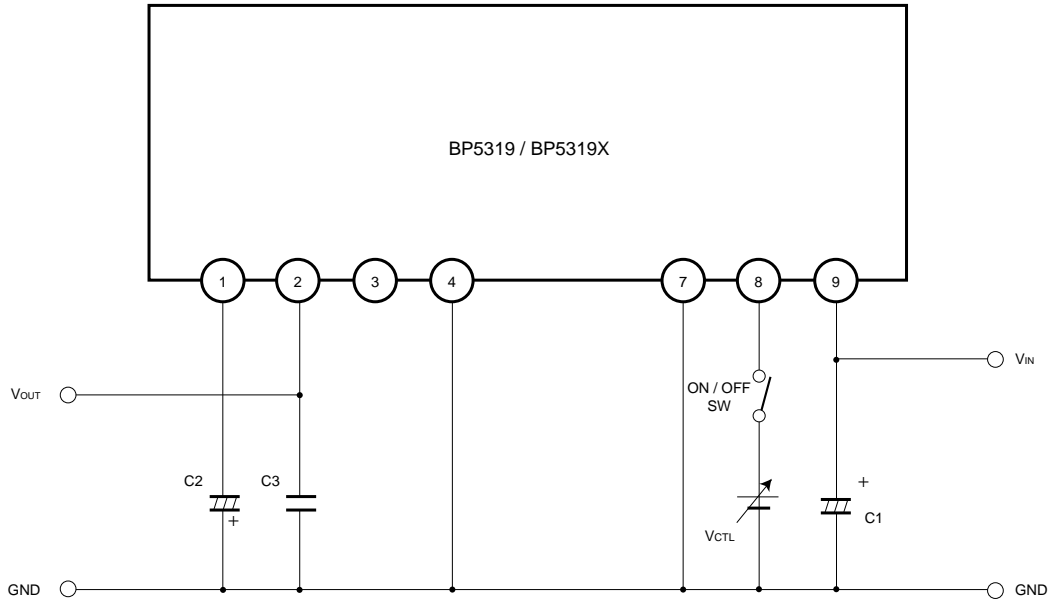 BP5319 / BP5319X
1 2 3 4 7 8 9
VIN
ON / OFF
SW
VOUT
C2
C3
+
+
C1
VCTL
GND
GND